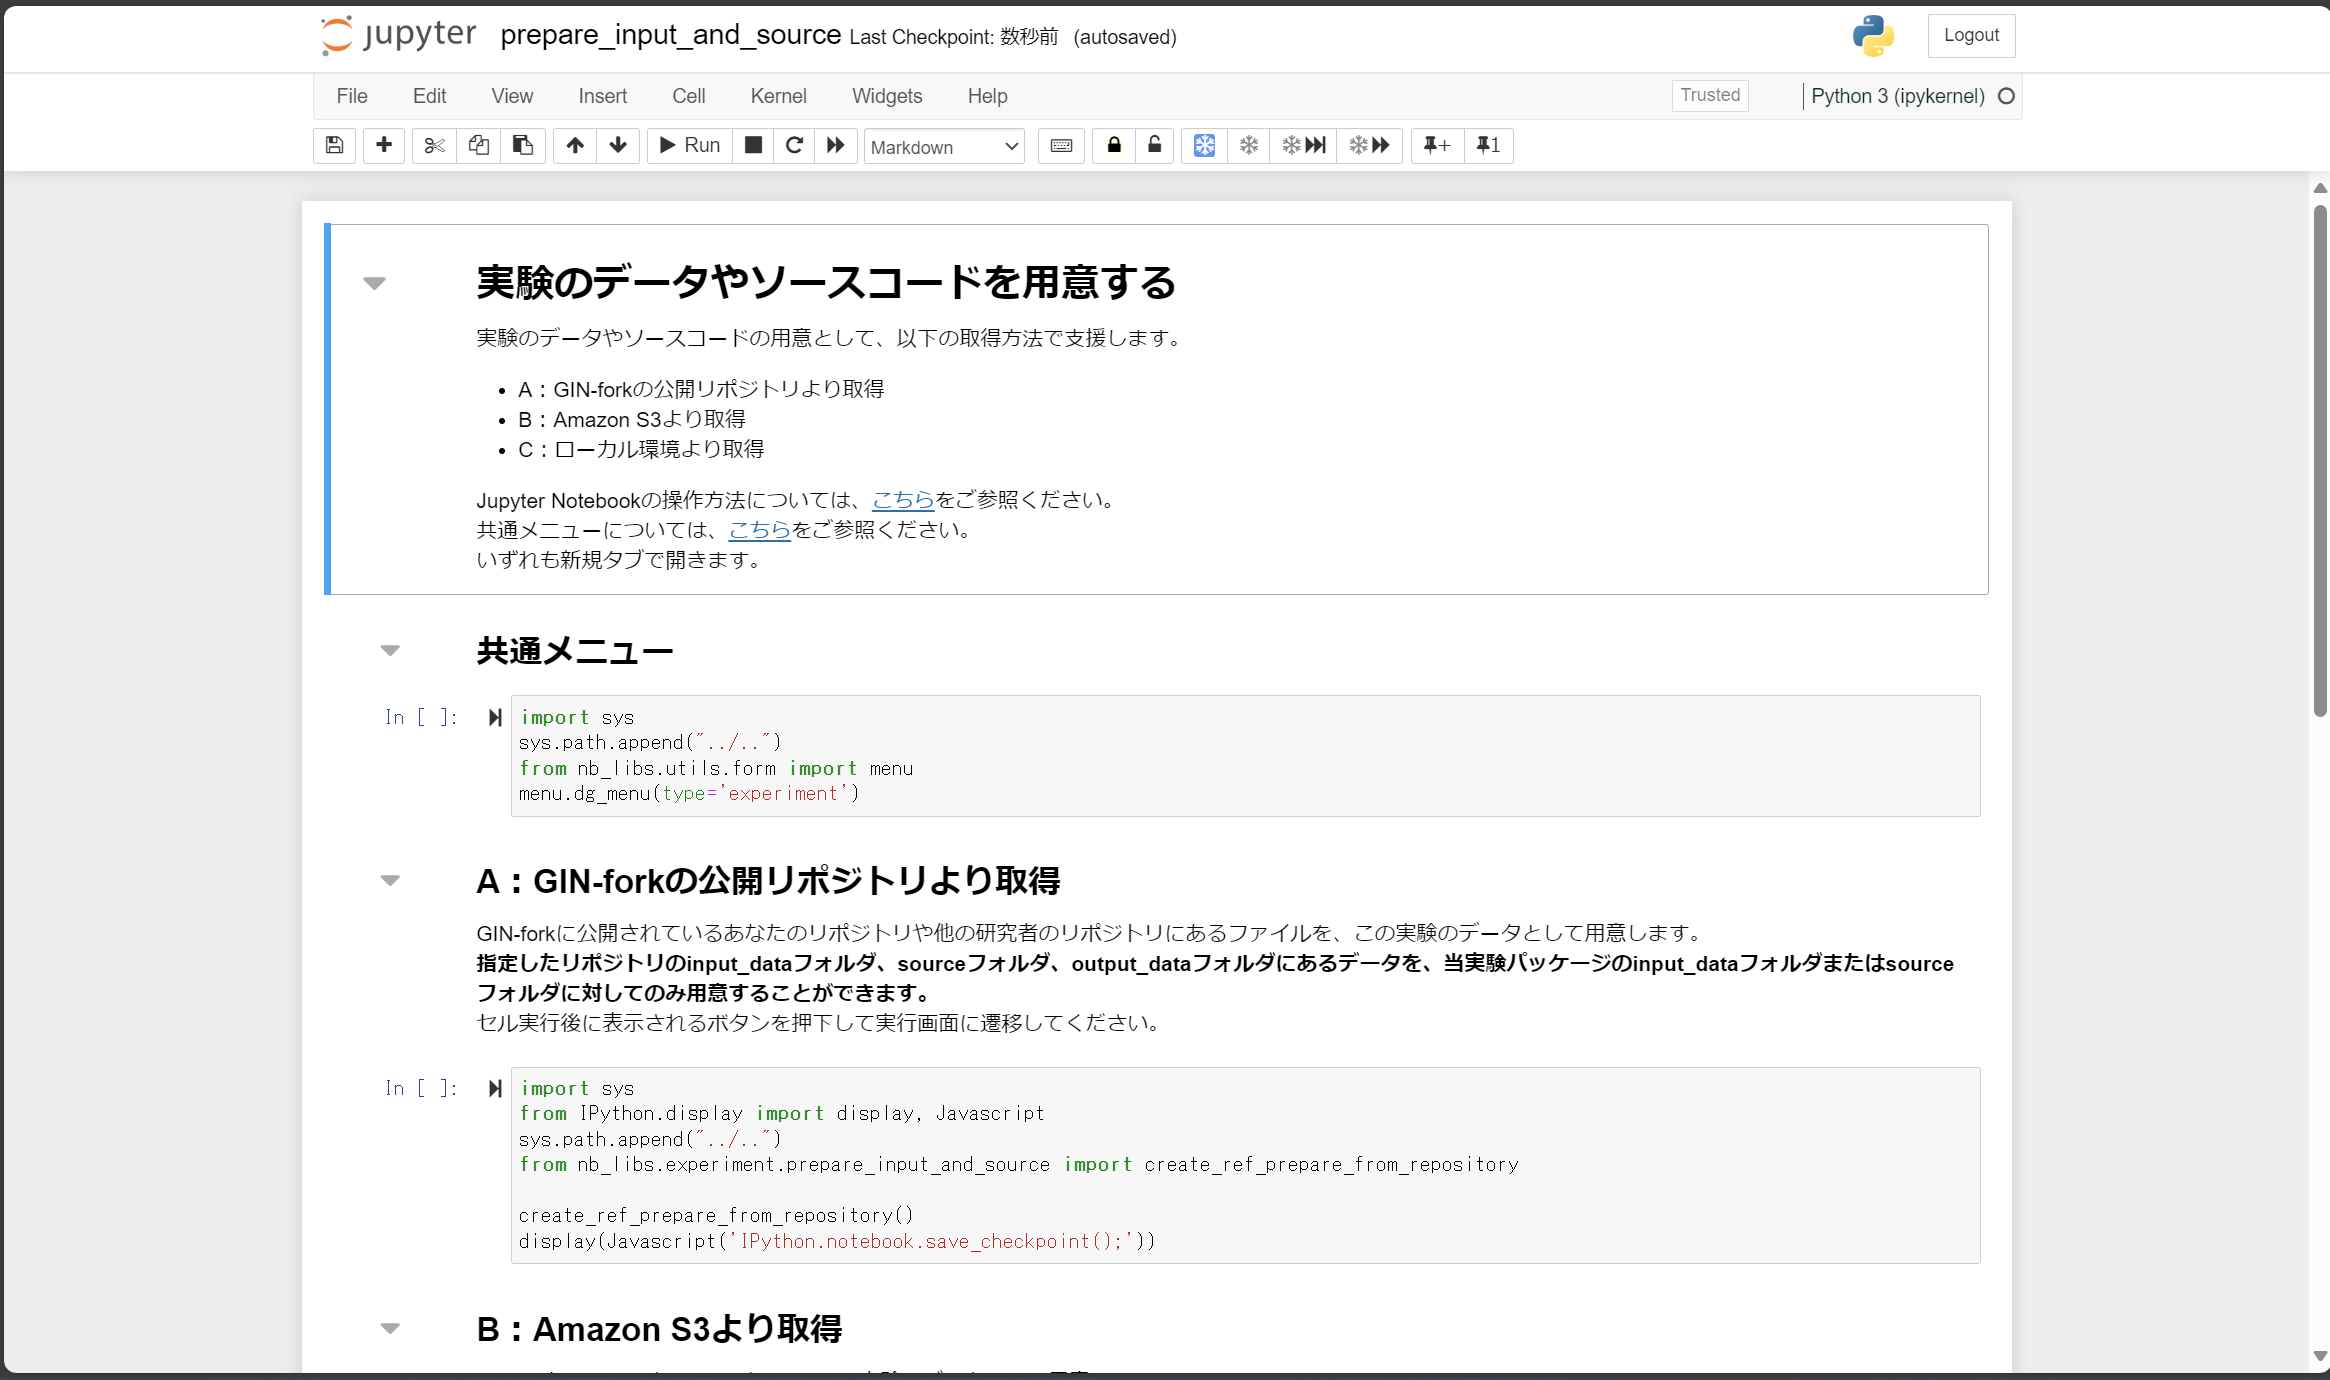 jupyter prepare_input_and_source Last Checkpoint: 数秒前 (autosaved) Logout
File Edit View Insert Cell Kernel Widgets Help Trusted Python 3 (ipykernel)
Run Markdown + 1
実験のデータやソースコードを用意する
実験のデータやソースコードの用意として、以下の取得方法で支援します。
• A：GIN-forkの公開リポジトリより取得
• B：Amazon S3より取得
• C：ローカル環境より取得
Jupyter Notebookの操作方法については、こちらをご参照ください。
共通メニューについては、こちらをご参照ください。
いずれも新規タブで開きます。
共通メニュー
In [ ]: import sys
sys.path.append("../..")
from nb_libs.utils.form import menu
menu.dg_menu(type='experiment')
A：GIN-forkの公開リポジトリより取得
GIN-forkに公開されているあなたのリポジトリや他の研究者のリポジトリにあるファイルを、この実験のデータとして用意します。
指定したリポジトリのinput_dataフォルダ、sourceフォルダ、output_dataフォルダにあるデータを、当実験パッケージのinput_dataフォルダまたはsource
フォルダに対してのみ用意することができます。
セル実行後に表示されるボタンを押下して実行画面に遷移してください。
In [ ]: import sys
from IPython.display import display, Javascript
sys.path.append("../..")
from nb_libs.experiment.prepare_input_and_source import create_ref_prepare_from_repository
create_ref_prepare_from_repository()
display(Javascript('IPython.notebook.save_checkpoint();'))
B：Amazon S3より取得